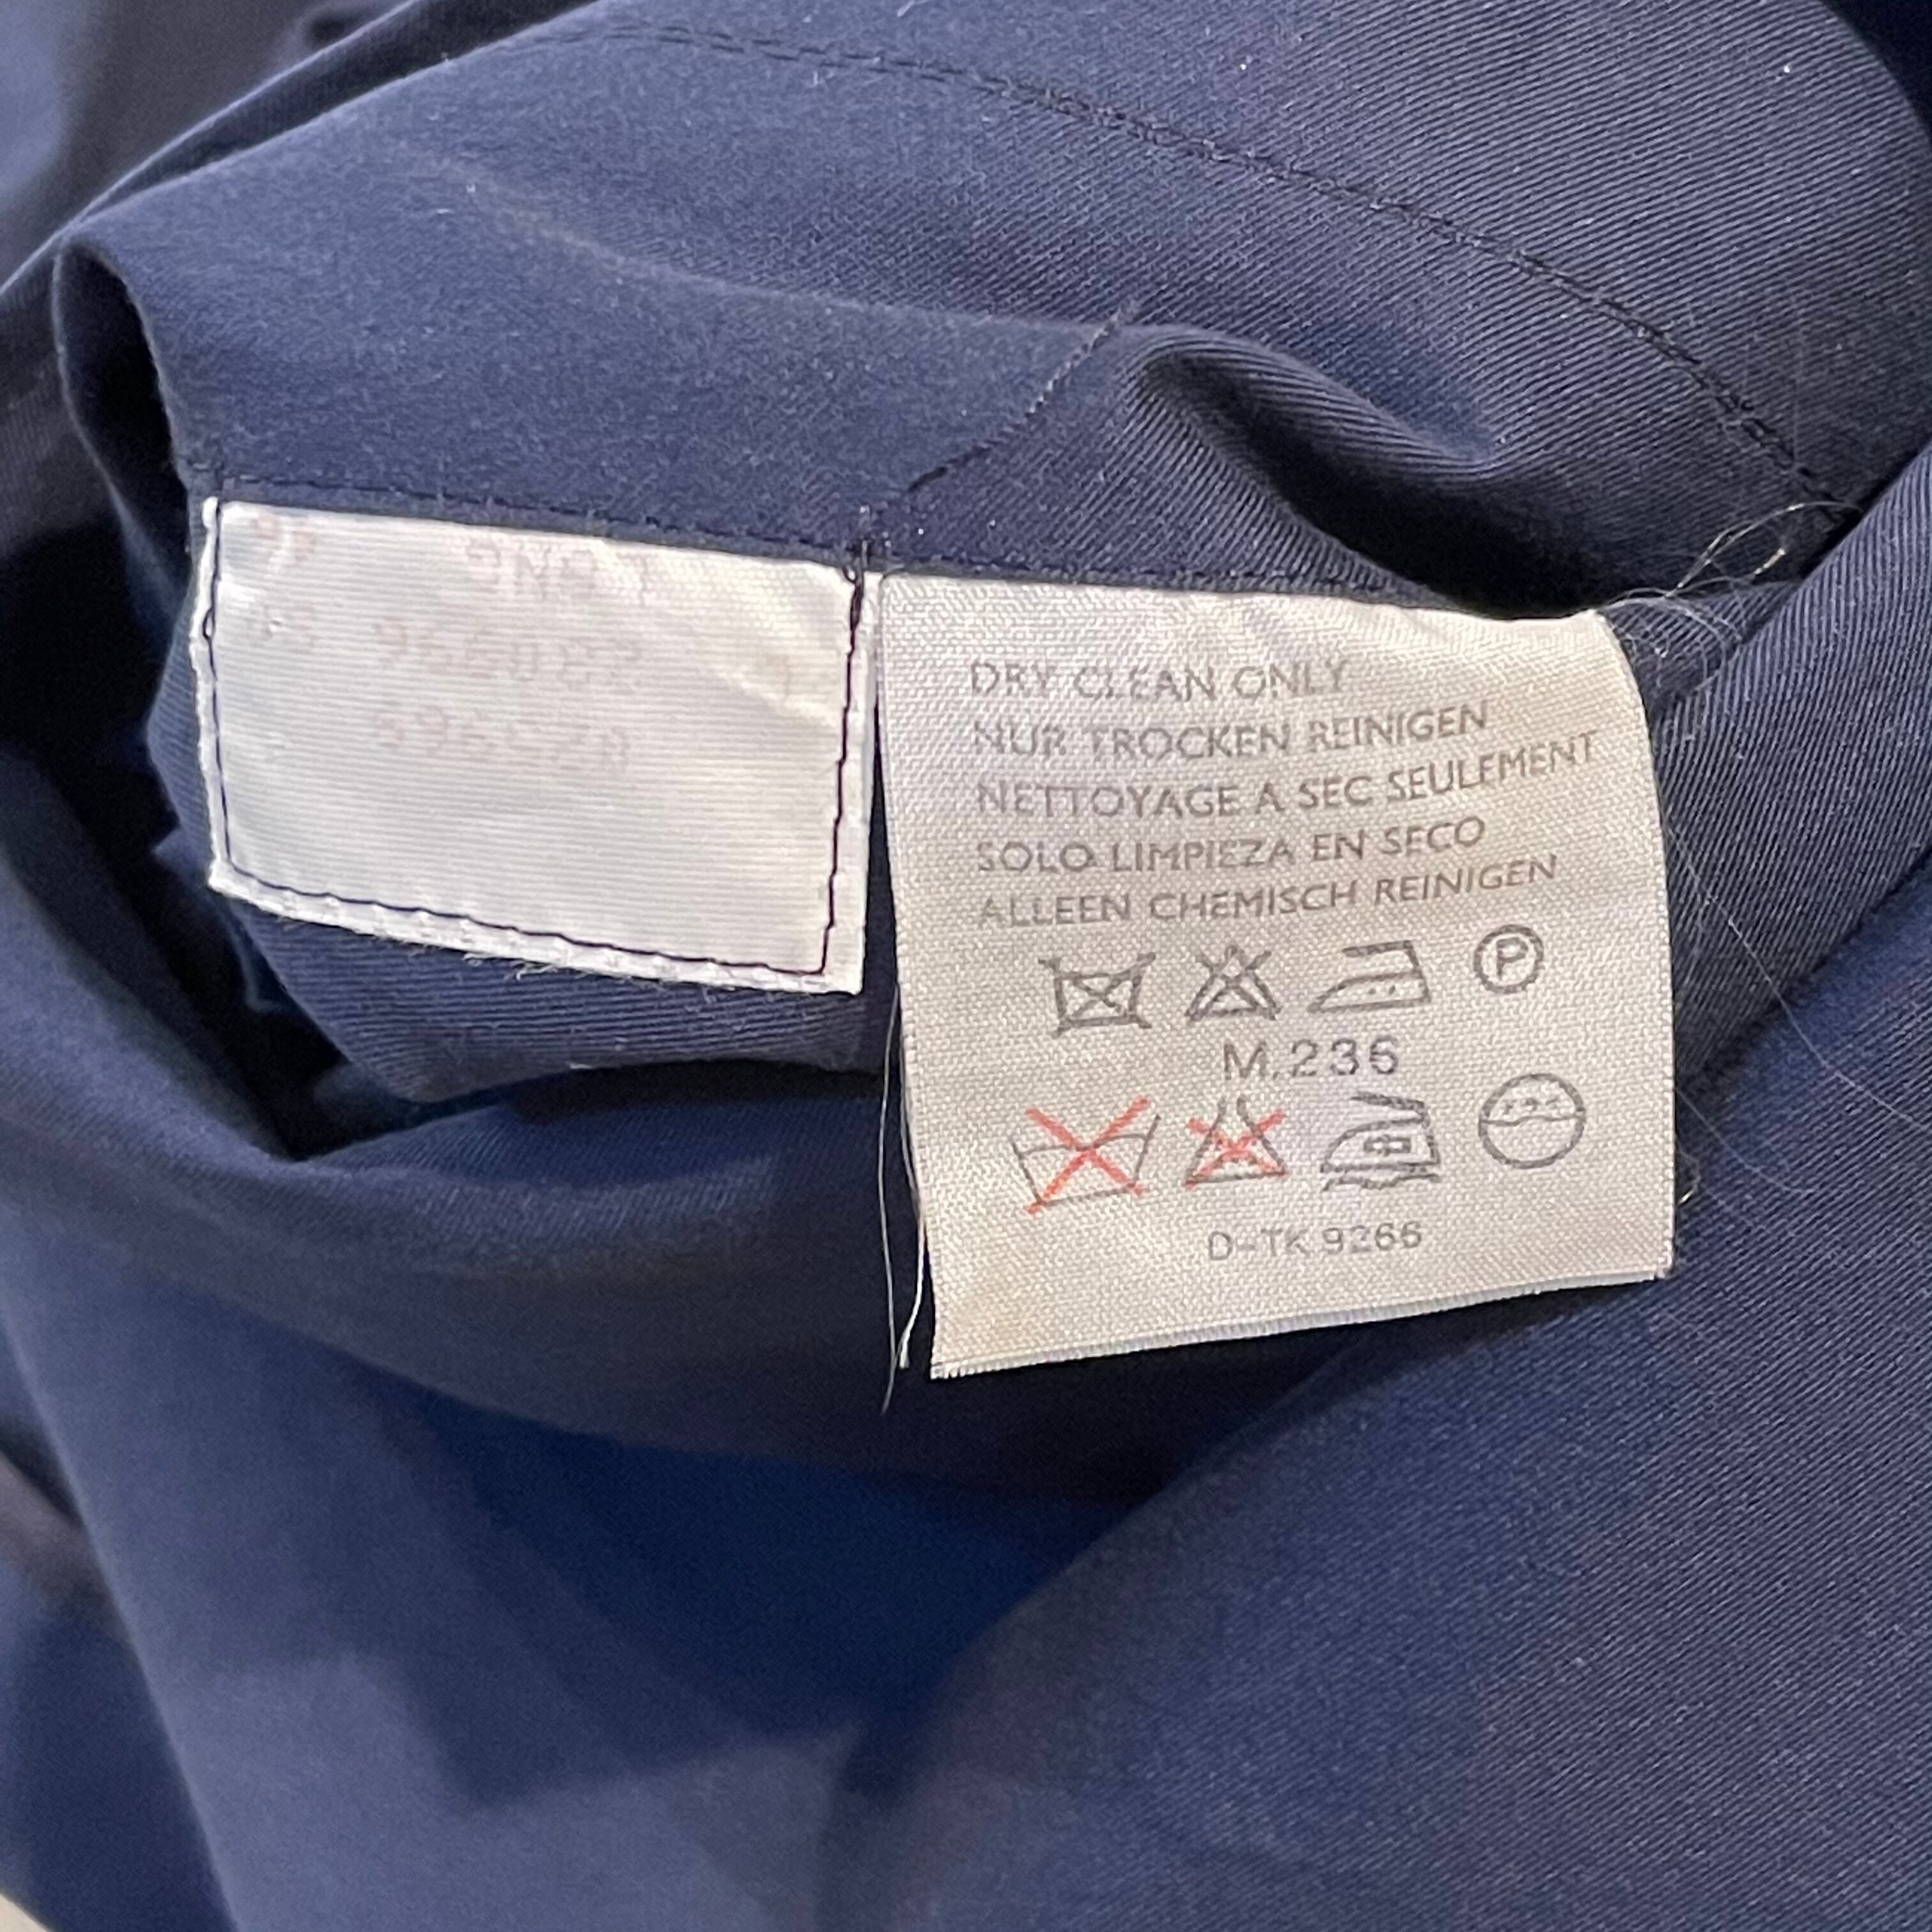 DRY CLEAN ONLY
NUR TROCKEN REINIGEN
NETTOYAGE A SEC SEULEMENT
SOLO LIMPIEZA EN SECO
ALLEEN CHEMISCH REINIGEN
P
M.236
D-TK 9266